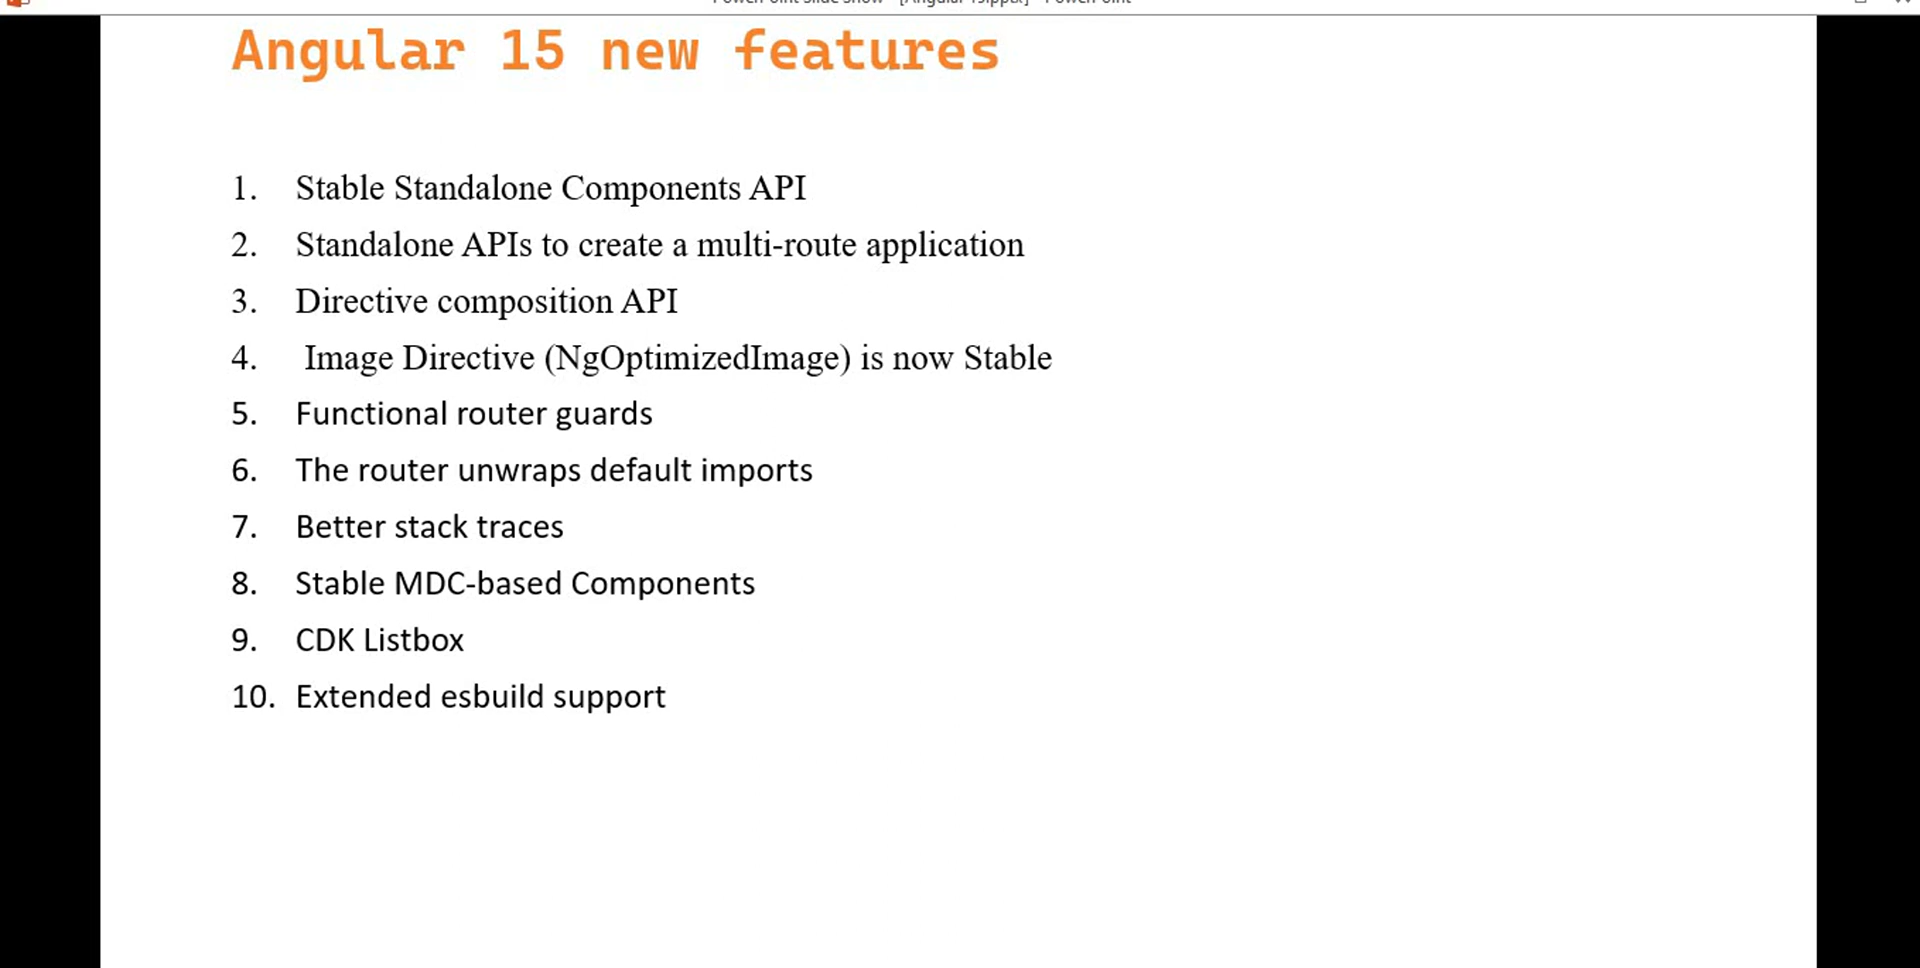 Angular 15 new features
1. Stable Standalone Components API
2. Standalone APIs to create a multi-route application
3. Directive composition API
4. Image Directive (NgOptimizedImage) is now Stable
5. Functional router guards
6. The router unwraps default imports
7. Better stack traces
8. Stable MDC-based Components
9. CDK Listbox
10. Extended esbuild support